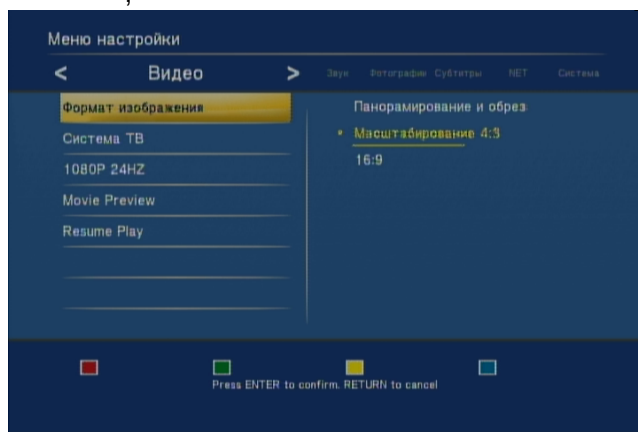 Меню настройки
< Видео > Звук Фотографии Субтитры NET Система
Формат изображения
Система ТВ
1080P 24HZ
Movie Preview
Resume Play
Панорамирование и обрез
Масштабирование 4:3
16:9
Press ENTER to confirm. RETURN to cancel